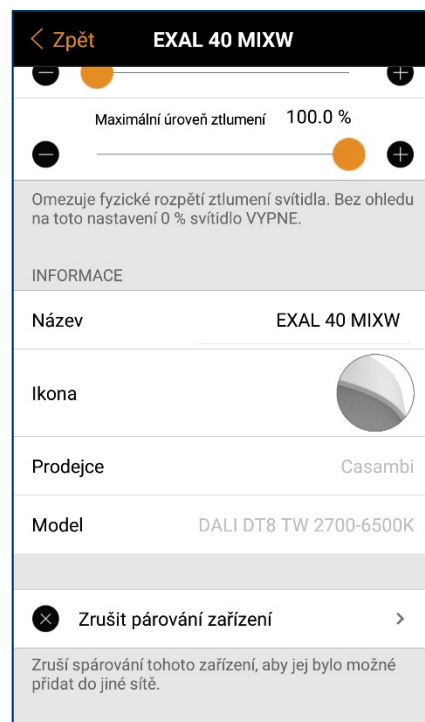 Zpět EXAL 40 MIXW
Maximální úroveň ztlumení 100.0 %
Omezuje fyzické rozpětí ztlumení svítidla. Bez ohledu
na toto nastavení 0 % svítidlo VYPNE.
INFORMACE
Název EXAL 40 MIXW
Ikona
Prodejce Casambi
Model DALI DT8 TW 2700-6500K
Zrušit párování zařízení
Zruší spárování tohoto zařízení, aby jej bylo možné
přidat do jiné sítě.